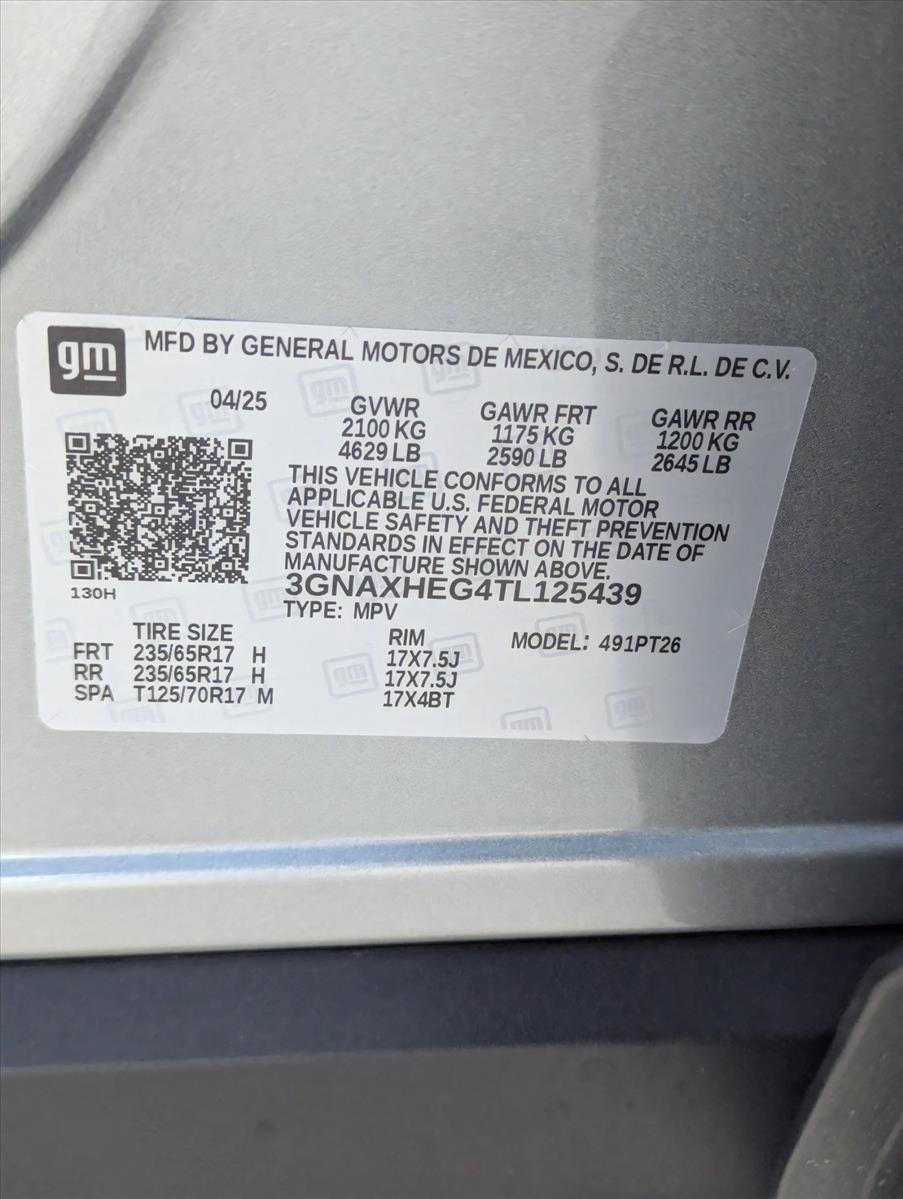 gm MFD BY GENERAL MOTORS DE MEXICO, S. DE R.L. DE C.V.
04/25 GVWR GAWR FRT GAWR RR
2100 KG 1175 KG 1200 KG
4629 LB 2590 LB 2645 LB
THIS VEHICLE CONFORMS TO ALL
APPLICABLE U.S. FEDERAL MOTOR
VEHICLE SAFETY AND THEFT PREVENTION
STANDARDS IN EFFECT ON THE DATE OF
MANUFACTURE SHOWN ABOVE.
130H 3GNAXHEG4TL125439
TYPE: MPV
TIRE SIZE RIM MODEL: 491PT26
FRT 235/65R17 H 17X7.5J
RR 235/65R17 H 17X7.5J
SPA T125/70R17 M 17X4BT